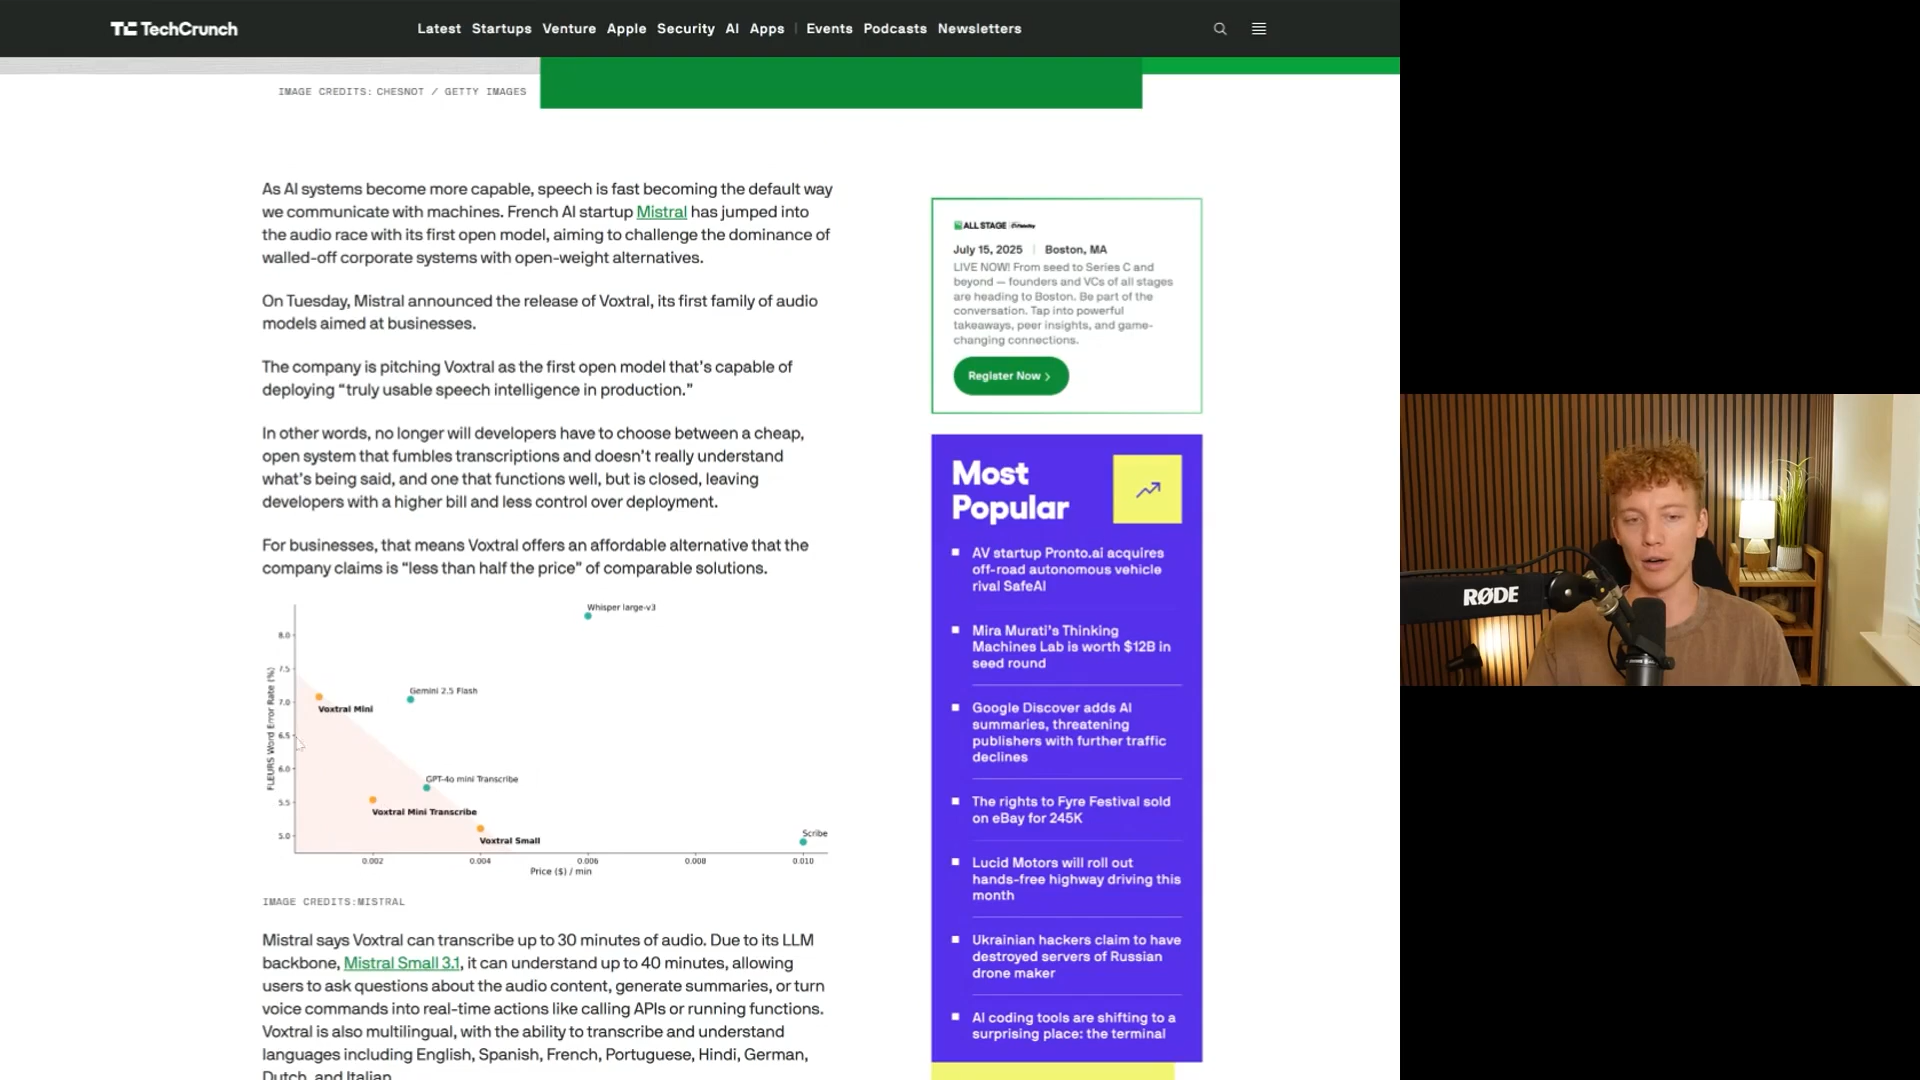 TechCrunch
Latest Startups Venture Apple Security AI Apps | Events Podcasts Newsletters
IMAGE CREDITS: CHESNOT / GETTY IMAGES
As AI systems become more capable, speech is fast becoming the default way
we communicate with machines. French AI startup Mistral has jumped into
the audio race with its first open model, aiming to challenge the dominance of
walled-off corporate systems with open-weight alternatives.
On Tuesday, Mistral announced the release of Voxtral, its first family of audio
models aimed at businesses.
The company is pitching Voxtral as the first open model that's capable of
deploying “truly usable speech intelligence in production.”
In other words, no longer will developers have to choose between a cheap,
open system that fumbles transcriptions and doesn't really understand
what's being said, and one that functions well, but is closed, leaving
developers with a higher bill and less control over deployment.
For businesses, that means Voxtral offers an affordable alternative that the
company claims is “less than half the price” of comparable solutions.
Whisper large-v3
8.0
7.5
Gemini 2.5 Flash
7.0
Voxtral Mini
6.5
FLEURS Word Error Rate (%)
6.0
GPT-4o mini Transcribe
5.5
Voxtral Mini Transcribe
5.0
Voxtral Small
Scribe
0.002
0.004
0.006
0.008
0.010
Price ($) / min
IMAGE CREDITS:MISTRAL
Mistral says Voxtral can transcribe up to 30 minutes of audio. Due to its LLM
backbone, Mistral Small 3.1, it can understand up to 40 minutes, allowing
users to ask questions about the audio content, generate summaries, or turn
voice commands into real-time actions like calling APIs or running functions.
Voxtral is also multilingual, with the ability to transcribe and understand
languages including English, Spanish, French, Portuguese, Hindi, German,
Dutch, and Italian.
ALL STAGE
July 15, 2025 | Boston, MA
LIVE NOW! From seed to Series C and
beyond — founders and VCs of all stages
are heading to Boston. Be part of the
conversation. Tap into powerful
takeaways, peer insights, and game-
changing connections.
Register Now
Most
Popular
AV startup Pronto.ai acquires
off-road autonomous vehicle
rival SafeAI
Mira Murati's Thinking
Machines Lab is worth $12B in
seed round
Google Discover adds AI
summaries, threatening
publishers with further traffic
declines
The rights to Fyre Festival sold
on eBay for 245K
Lucid Motors will roll out
hands-free highway driving this
month
Ukrainian hackers claim to have
destroyed servers of Russian
drone maker
AI coding tools are shifting to a
surprising place: the terminal
RØDE